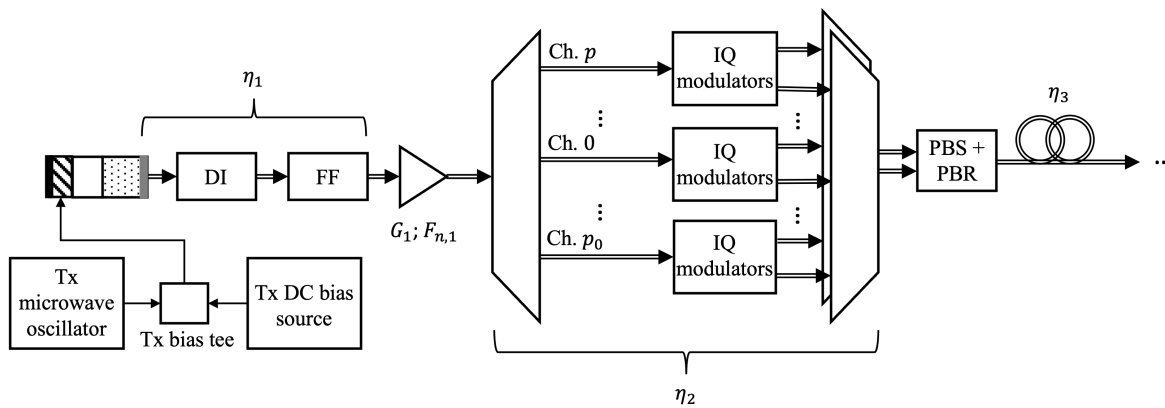 η₁
DI
FF
G₁; Fₙ,₁
Tx
microwave
oscillator
Tx bias tee
Tx DC bias
source
Ch. p
IQ
modulators
...
...
Ch. 0
IQ
modulators
...
...
Ch. p₀
IQ
modulators
η₂
PBS +
PBR
η₃
...